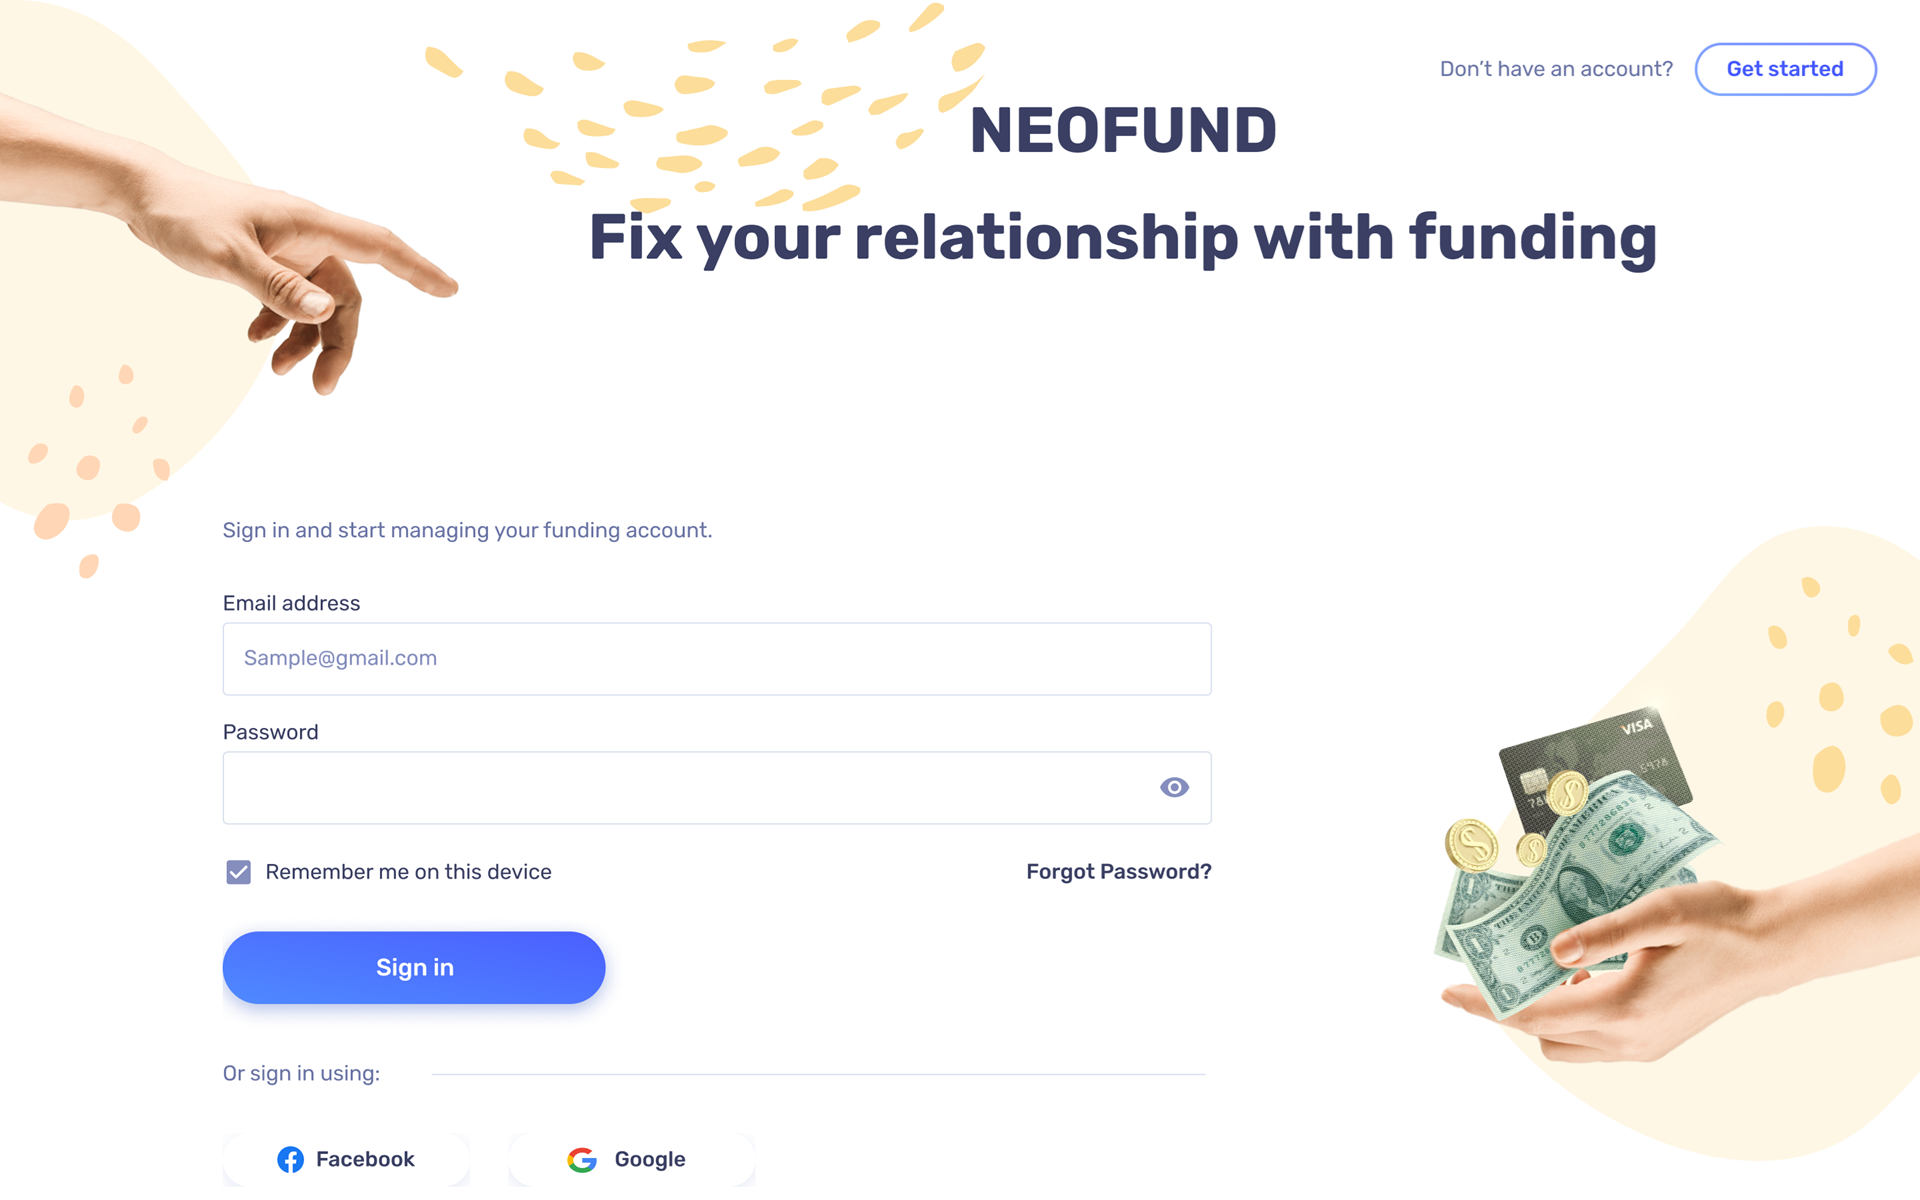 Don't have an account? Get started
NEOFUND
Fix your relationship with funding
Sign in and start managing your funding account.
Email address
Sample@gmail.com
Password
Remember me on this device
Forgot Password?
Sign in
Or sign in using:
Facebook
Google
VISA
5978